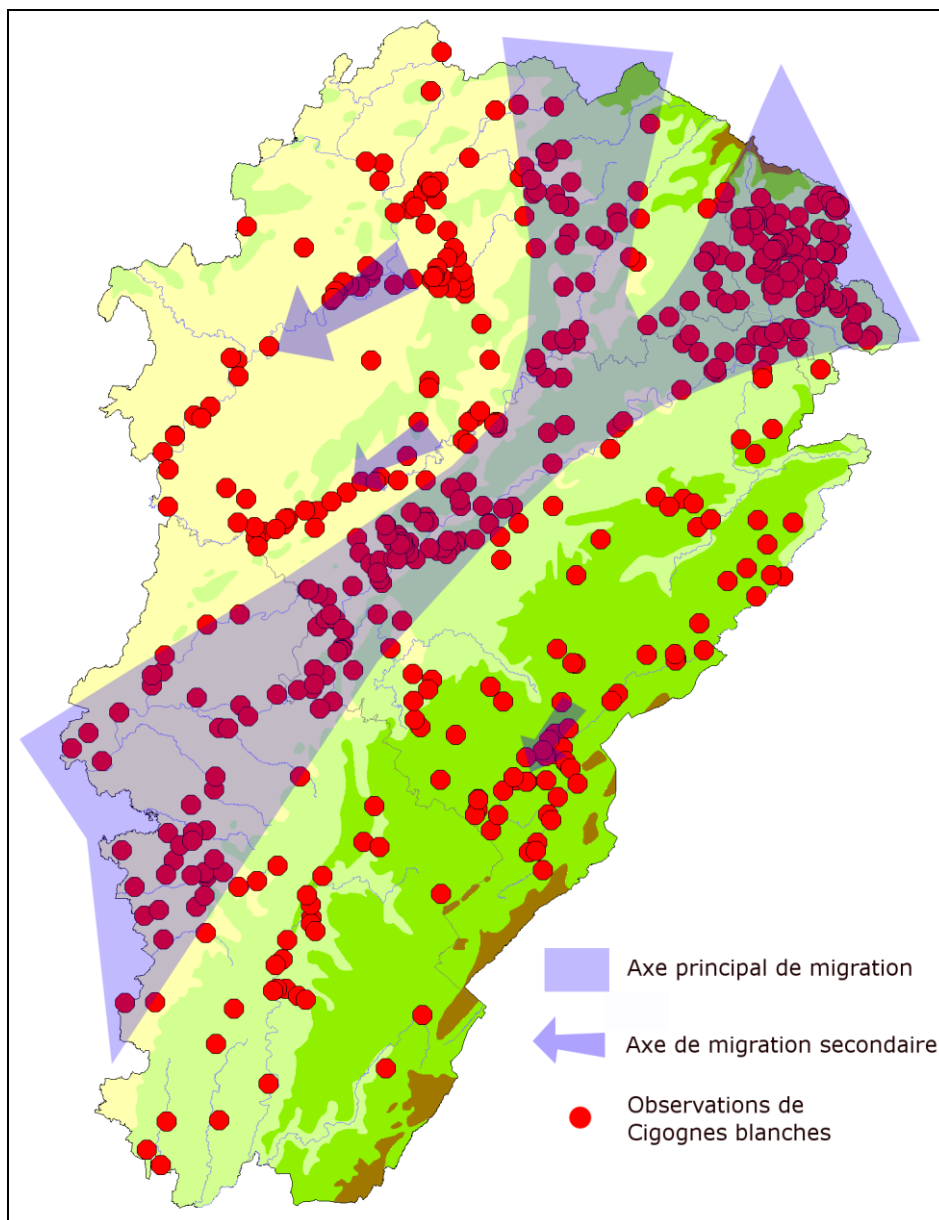 Axe principal de migration
Axe de migration secondaire
Observations de
Cigognes blanches